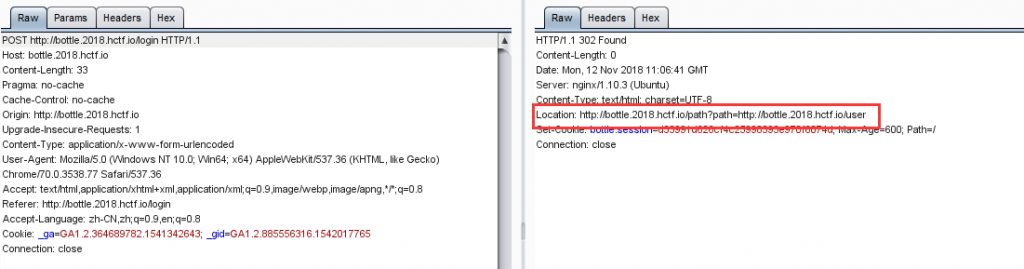 Raw Params Headers Hex
POST http://bottle.2018.hctf.io/login HTTP/1.1
Host: bottle.2018.hctf.io
Content-Length: 33
Pragma: no-cache
Cache-Control: no-cache
Origin: http://bottle.2018.hctf.io
Upgrade-Insecure-Requests: 1
Content-Type: application/x-www-form-urlencoded
User-Agent: Mozilla/5.0 (Windows NT 10.0; Win64; x64) AppleWebKit/537.36 (KHTML, like Gecko)
Chrome/70.0.3538.77 Safari/537.36
Accept: text/html,application/xhtml+xml,application/xml;q=0.9,image/webp,image/apng,*/*;q=0.8
Referer: http://bottle.2018.hctf.io/login
Accept-Language: zh-CN,zh;q=0.9,en;q=0.8
Cookie: _ga=GA1.2.364689782.1541342643; _gid=GA1.2.885556316.1542017765
Connection: close
Raw Headers Hex
HTTP/1.1 302 Found
Content-Length: 0
Date: Mon, 12 Nov 2018 11:06:41 GMT
Server: nginx/1.10.3 (Ubuntu)
Content-Type: text/html; charset=UTF-8
Location: http://bottle.2018.hctf.io/path?path=http://bottle.2018.hctf.io/user
Set-Cookie: Max-Age=600; Path=/
Connection: close